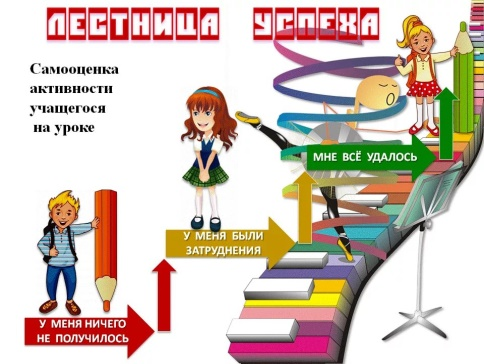 ЛЕСТНИЦА УСПЕХА
Самооценка
активности
учащегося
на уроке
МНЕ ВСЁ УДАЛОСЬ
У МЕНЯ БЫЛИ
ЗАТРУДНЕНИЯ
У МЕНЯ НИЧЕГО
НЕ ПОЛУЧИЛОСЬ